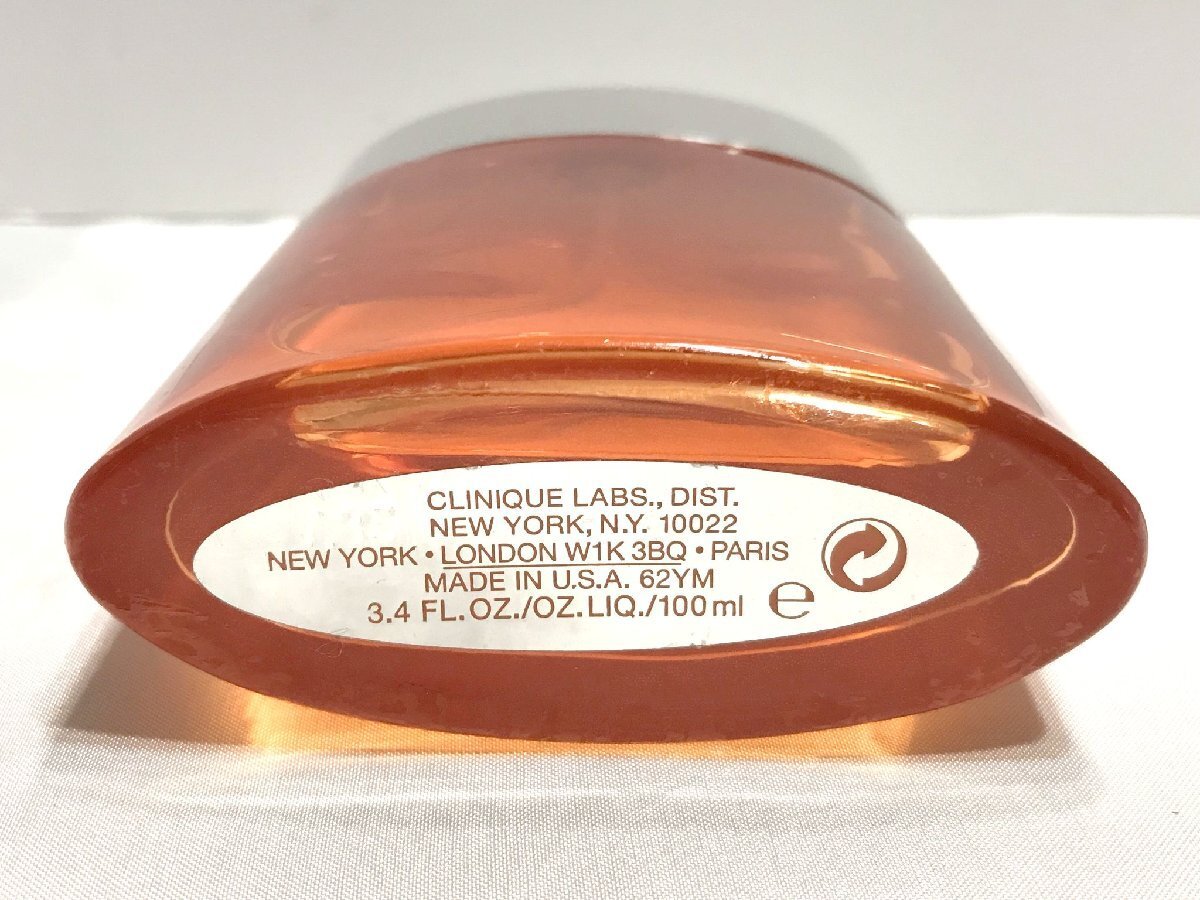 CLINIQUE LABS., DIST.
NEW YORK, N.Y. 10022
NEW YORK • LONDON W1K 3BQ • PARIS
MADE IN U.S.A. 62YM
3.4 FL.OZ./OZ.LIQ./100 ml ℮